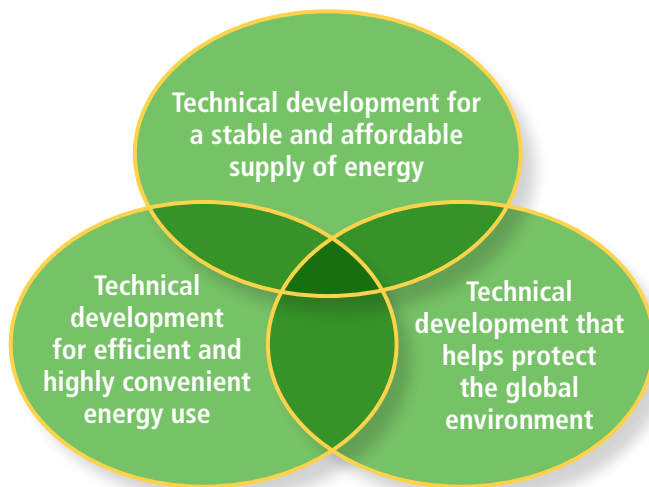 Technical development for
a stable and affordable
supply of energy
Technical
development
for efficient and
highly convenient
energy use
Technical
development that
helps protect
the global
environment